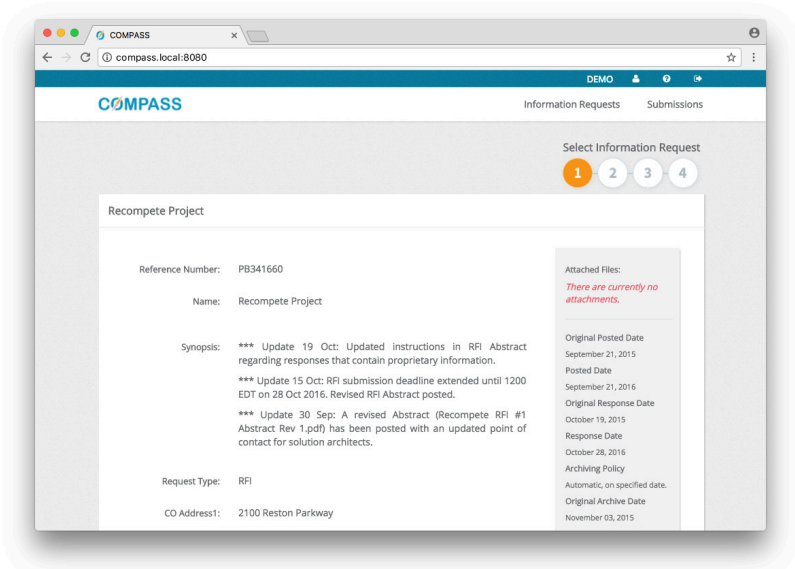 COMPASS
compass.local:8080
DEMO
COMPASS
Information Requests Submissions
Select Information Request
1 2 3 4
Recompete Project
Reference Number: PB341660
Name: Recompete Project
Synopsis: *** Update 19 Oct: Updated instructions in RFI Abstract
regarding responses that contain proprietary information.
*** Update 15 Oct: RFI submission deadline extended until 1200
EDT on 28 Oct 2016. Revised RFI Abstract posted.
*** Update 30 Sep: A revised Abstract (Recompete RFI #1
Abstract Rev 1.pdf) has been posted with an updated point of
contact for solution architects.
Request Type: RFI
CO Address1: 2100 Reston Parkway
Attached Files:
There are currently no
attachments.
Original Posted Date
September 21, 2015
Posted Date
September 21, 2016
Original Response Date
October 19, 2015
Response Date
October 28, 2016
Archiving Policy
Automatic, on specified date.
Original Archive Date
November 03, 2015